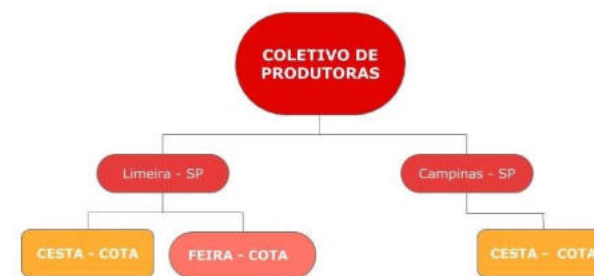 COLETIVO DE
PRODUTORAS
Limeira - SP
Campinas - SP
CESTA - COTA
FEIRA - COTA
CESTA - COTA